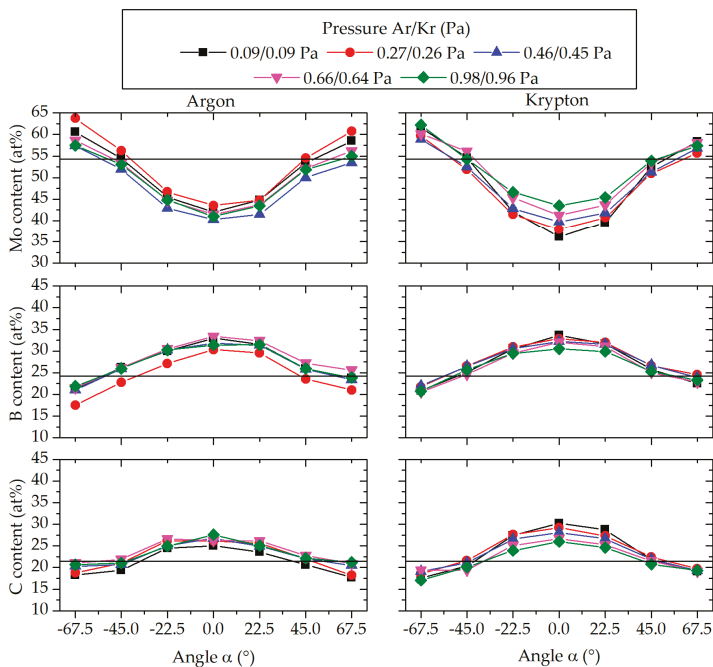 Pressure Ar/Kr (Pa)
0.09/0.09 Pa 0.27/0.26 Pa 0.46/0.45 Pa
0.66/0.64 Pa 0.98/0.96 Pa
Argon Krypton
Mo content (at%)
65
60
55
50
45
40
35
30
B content (at%)
45
40
35
30
25
20
15
10
C content (at%)
45
40
35
30
25
20
15
10
-67.5 -45.0 -22.5 0.0 22.5 45.0 67.5 -67.5 -45.0 -22.5 0.0 22.5 45.0 67.5
Angle α (°) Angle α (°)